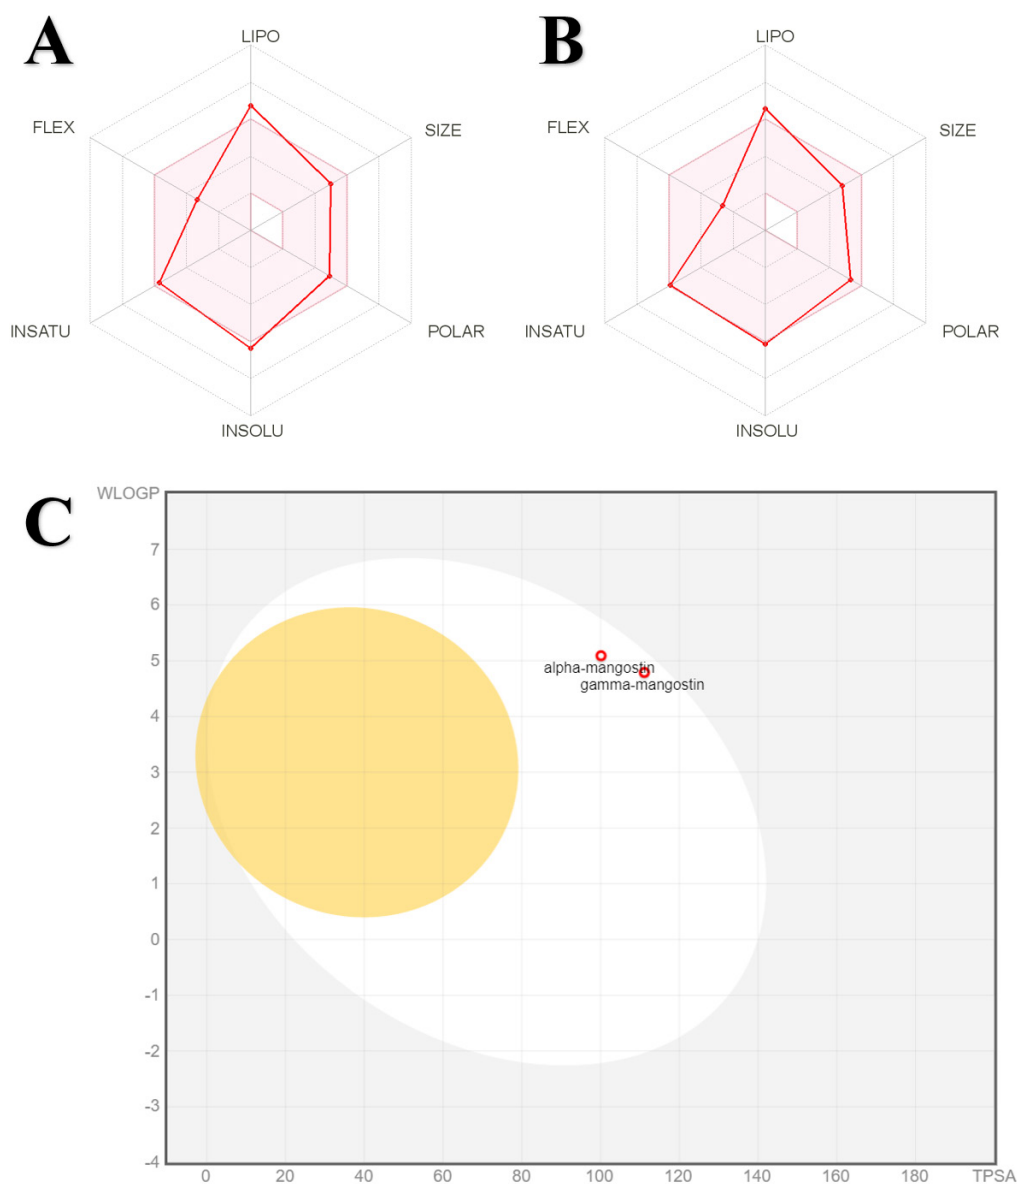 A
B
LIPO
LIPO
FLEX
SIZE
FLEX
SIZE
INSATU
POLAR
INSATU
POLAR
INSOLU
INSOLU
C
WLOGP
7
6
5
alpha-mangostin
gamma-mangostin
4
3
2
1
0
-1
-2
-3
-4
0 20 40 60 80 100 120 140 160 180 TPSA